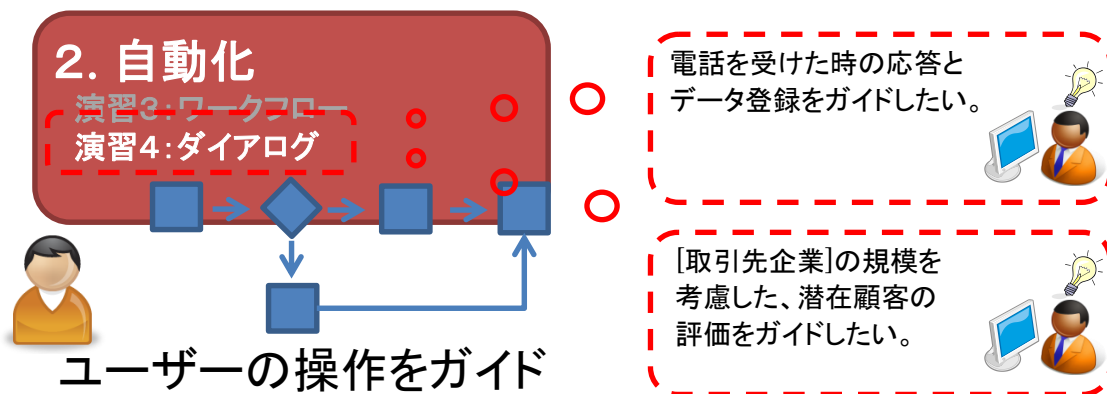 2. 自動化
演習3:ワークフロー
演習4:ダイアログ
ユーザーの操作をガイド
電話を受けた時の応答と
データ登録をガイドしたい。
[取引先企業]の規模を
考慮した、潜在顧客の
評価をガイドしたい。